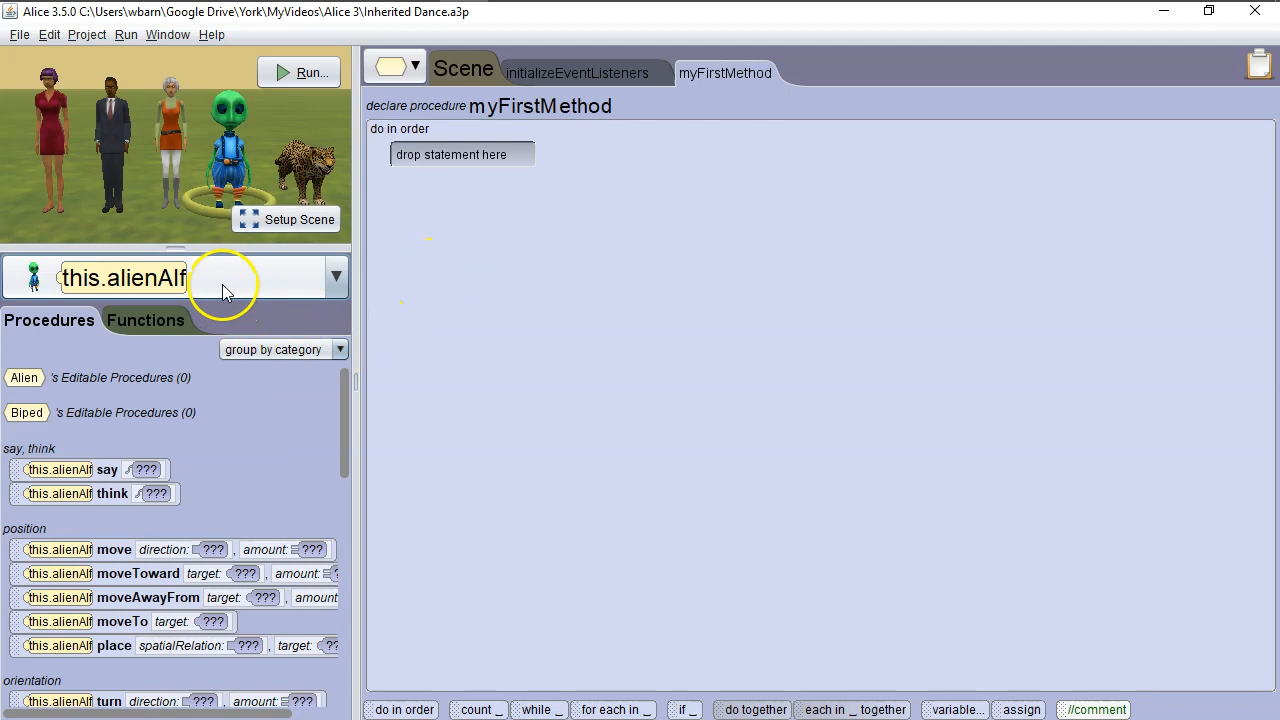 Alice 3.5.0 C:\Users\wbarn\Google Drive\York\MyVideos\Alice 3\Inherited Dance.a3p
File Edit Project Run Window Help
Run...
Setup Scene
this.alienAlf
Procedures Functions
group by category
Alien 's Editable Procedures (0)
Biped 's Editable Procedures (0)
say, think
this.alienAlf say ???
this.alienAlf think ???
position
this.alienAlf move direction: ??? , amount: ???
this.alienAlf moveToward target: ??? , amount: ?
this.alienAlf moveAwayFrom target: ??? , amount
this.alienAlf moveTo target: ???
this.alienAlf place spatialRelation: ??? , target: ??
orientation
this.alienAlf turn direction: ??? , amount: ???
Scene initializeEventListeners myFirstMethod
declare procedure myFirstMethod
do in order
drop statement here
do in order count _ while _ for each in _ if _ do together each in _ together variable... assign //comment